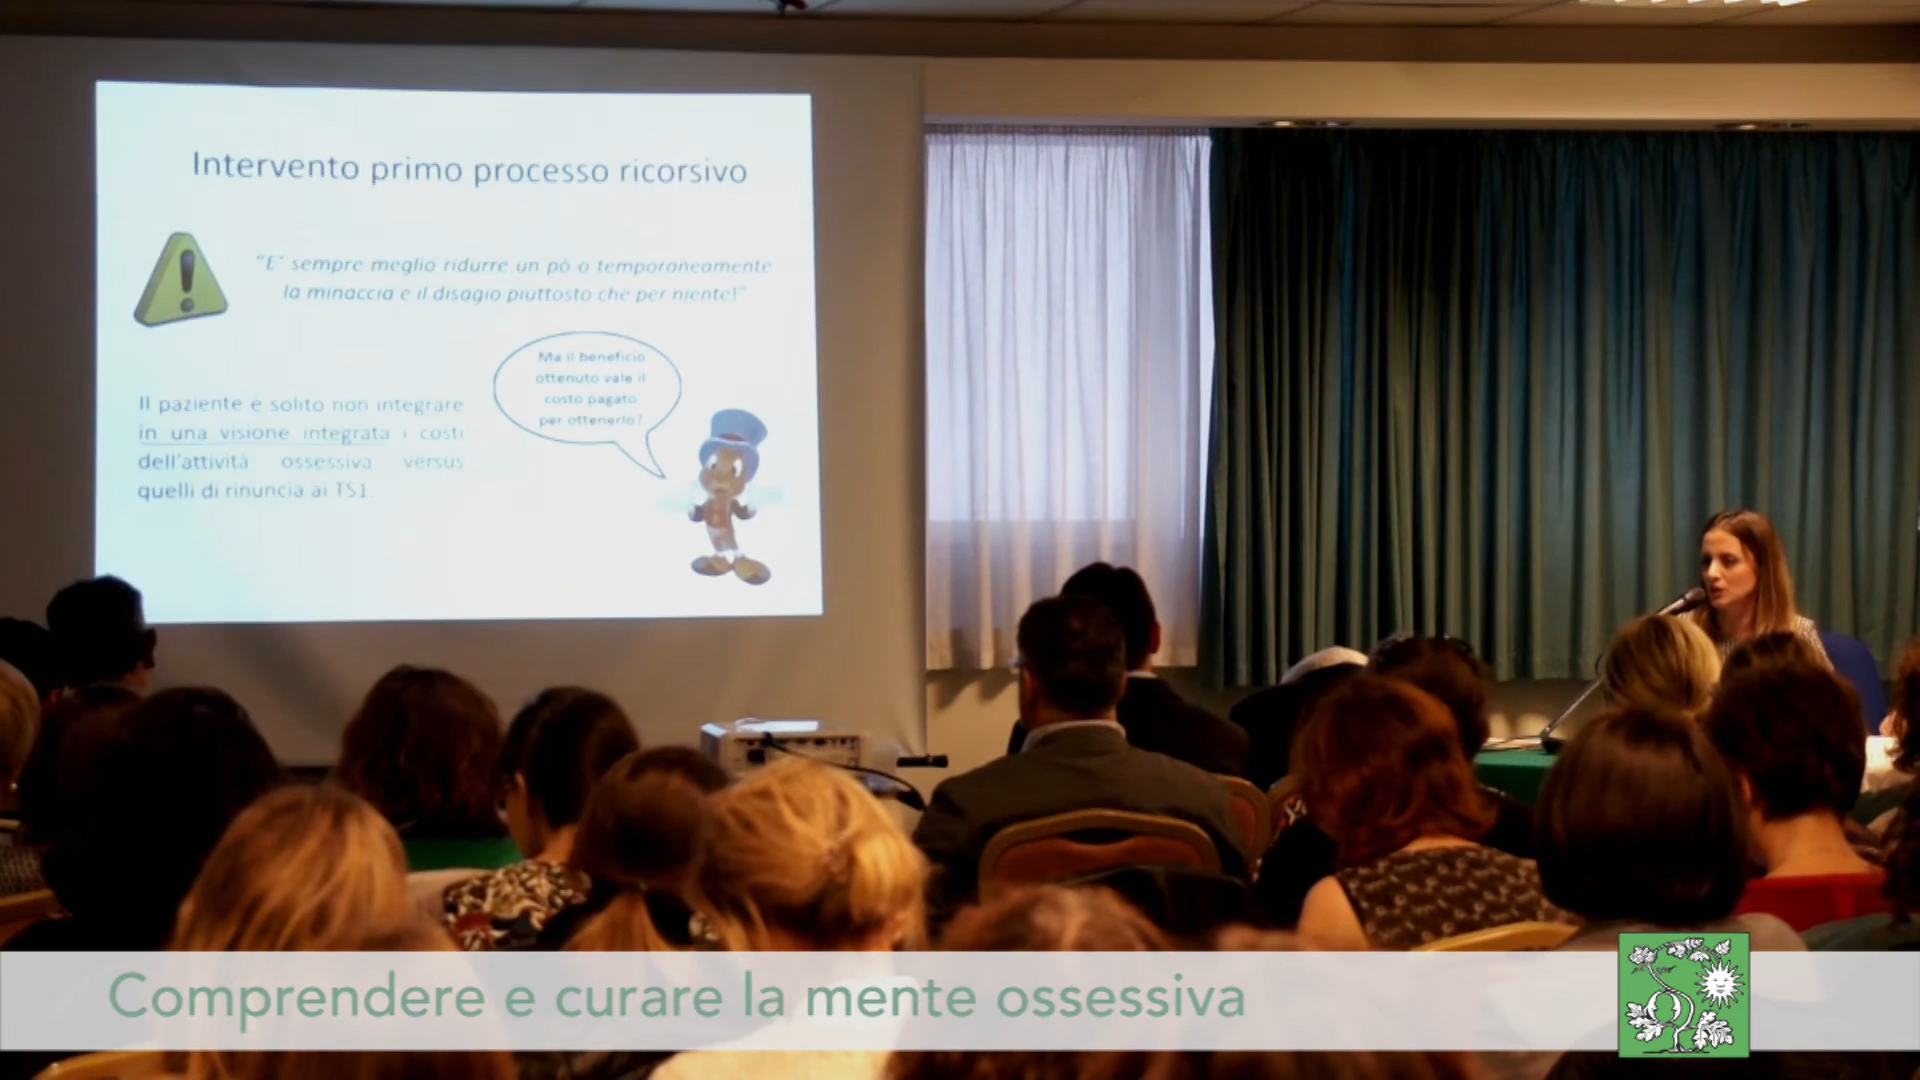 Intervento primo processo ricorsivo
"E' sempre meglio ridurre un pò o temporaneamente
la minaccia e il disagio piuttosto che per niente!"
Ma il beneficio
ottenuto vale il
costo pagato
per ottenerlo?
Il paziente è solito non integrare
in una visione integrata i costi
dell'attività ossessiva versus
quelli di rinuncia ai TS1.
Comprendere e curare la mente ossessiva